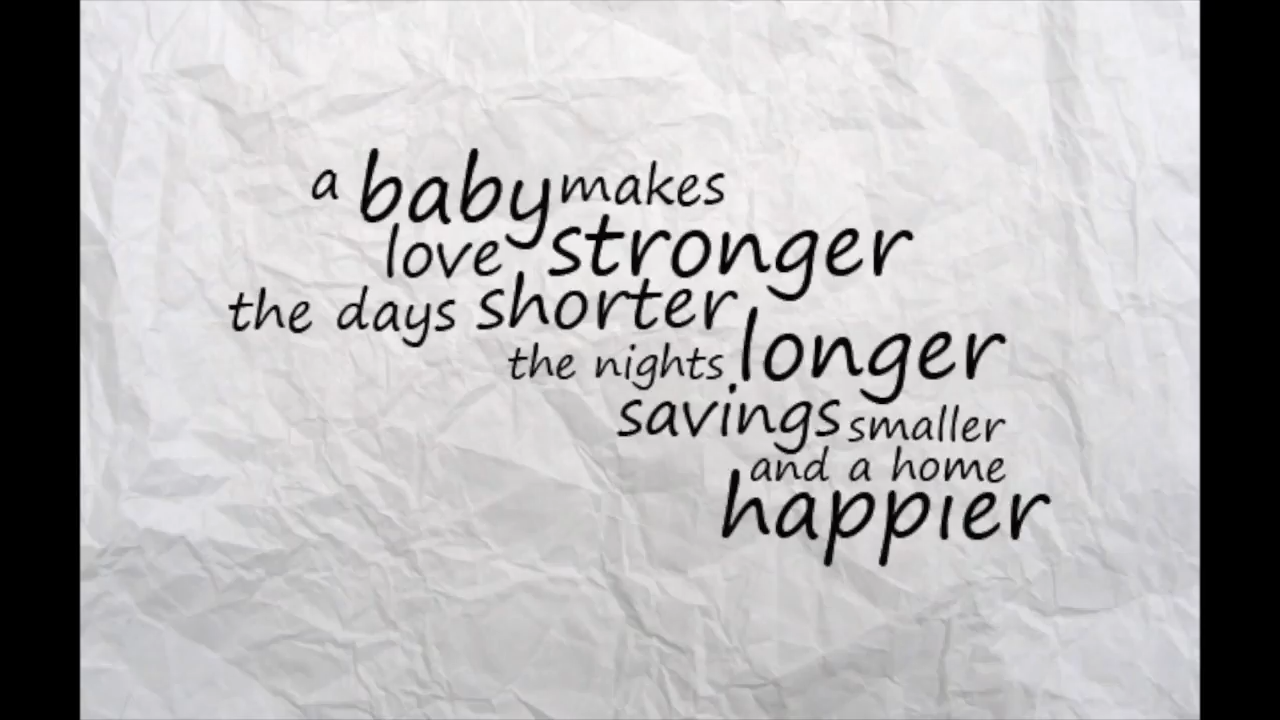 a baby makes
love stronger
the days shorter
the nights longer
savings smaller
and a home
happier